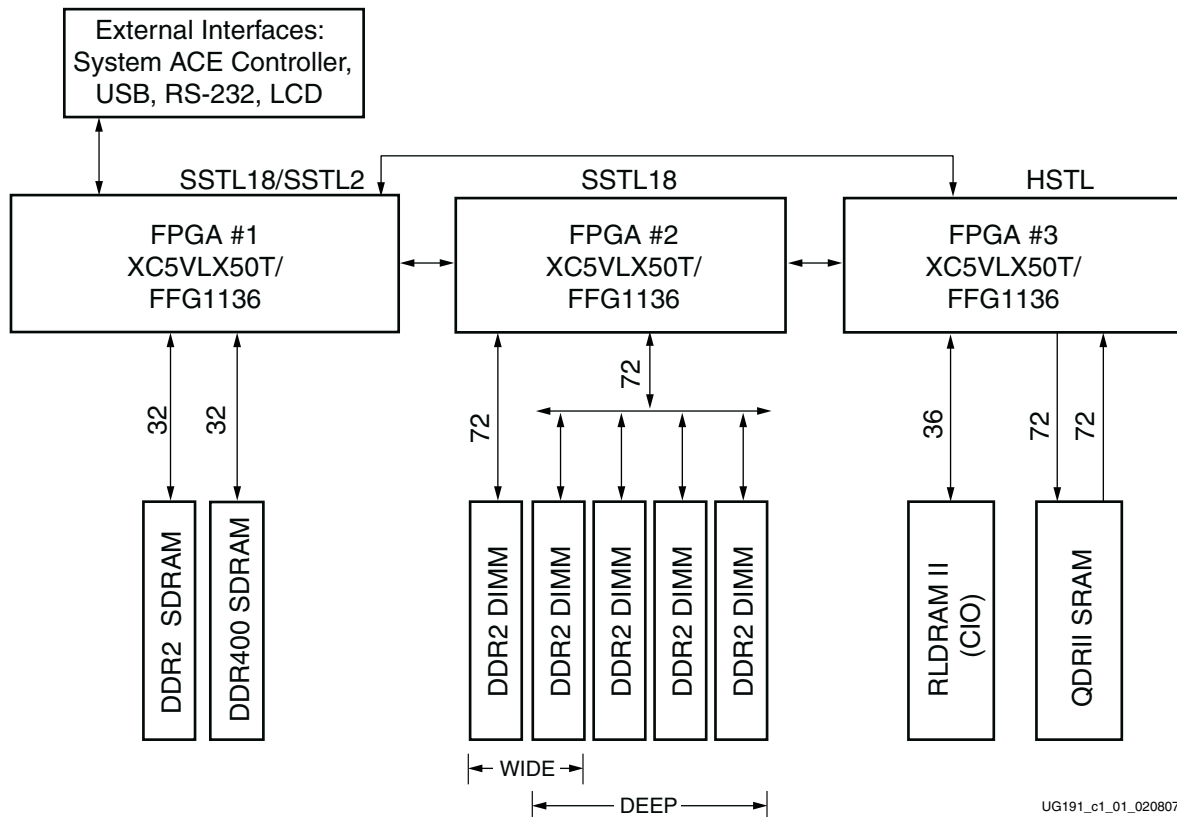 External Interfaces:
System ACE Controller,
USB, RS-232, LCD
SSTL18/SSTL2
SSTL18
HSTL
FPGA #1
XC5VLX50T/
FFG1136
FPGA #2
XC5VLX50T/
FFG1136
FPGA #3
XC5VLX50T/
FFG1136
32
32
72
72
36
72
72
DDR2 SDRAM
DDR400 SDRAM
DDR2 DIMM
DDR2 DIMM
DDR2 DIMM
DDR2 DIMM
DDR2 DIMM
RLDRAM II
(CIO)
QDRII SRAM
WIDE
DEEP
UG191_c1_01_020807